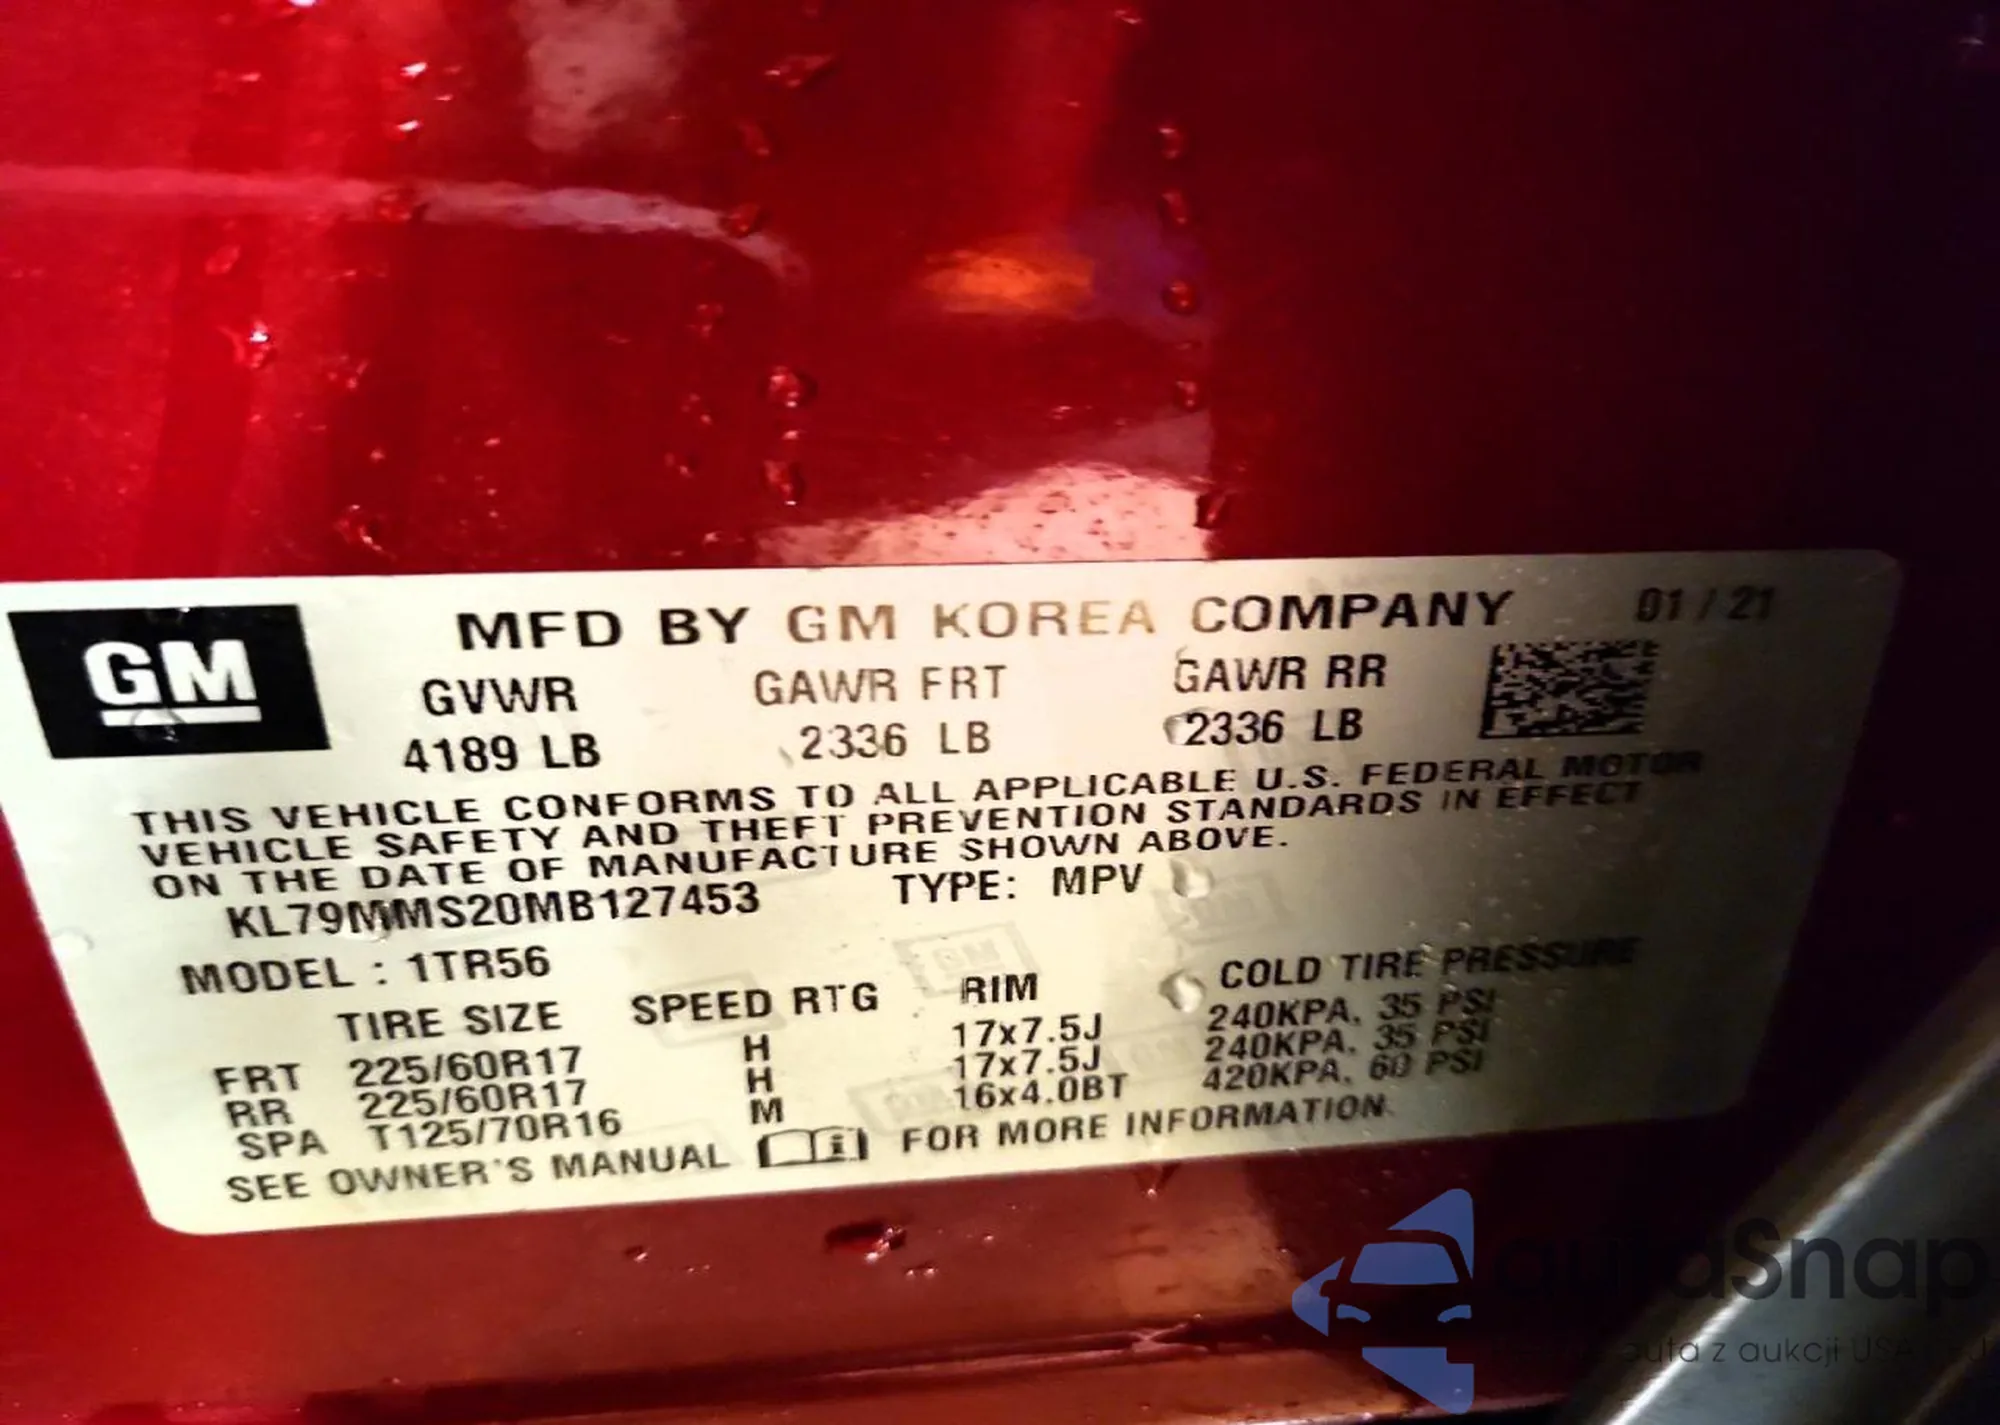 GM
MFD BY GM KOREA COMPANY 01 / 21
GVWR GAWR FRT GAWR RR
4189 LB 2336 LB 2336 LB
THIS VEHICLE CONFORMS TO ALL APPLICABLE U.S. FEDERAL MOTOR
VEHICLE SAFETY AND THEFT PREVENTION STANDARDS IN EFFECT
ON THE DATE OF MANUFACTURE SHOWN ABOVE.
KL79MMS20MB127453 TYPE: MPV
MODEL : 1TR56
TIRE SIZE SPEED RTG RIM COLD TIRE PRESSURE
FRT 225/60R17 H 17x7.5J 240KPA. 35 PSI
RR 225/60R17 H 17x7.5J 240KPA. 35 PSI
SPA T125/70R16 M 16x4.0BT 420KPA. 60 PSI
SEE OWNER'S MANUAL FOR MORE INFORMATION.
autaSnap
auta z aukcji USA